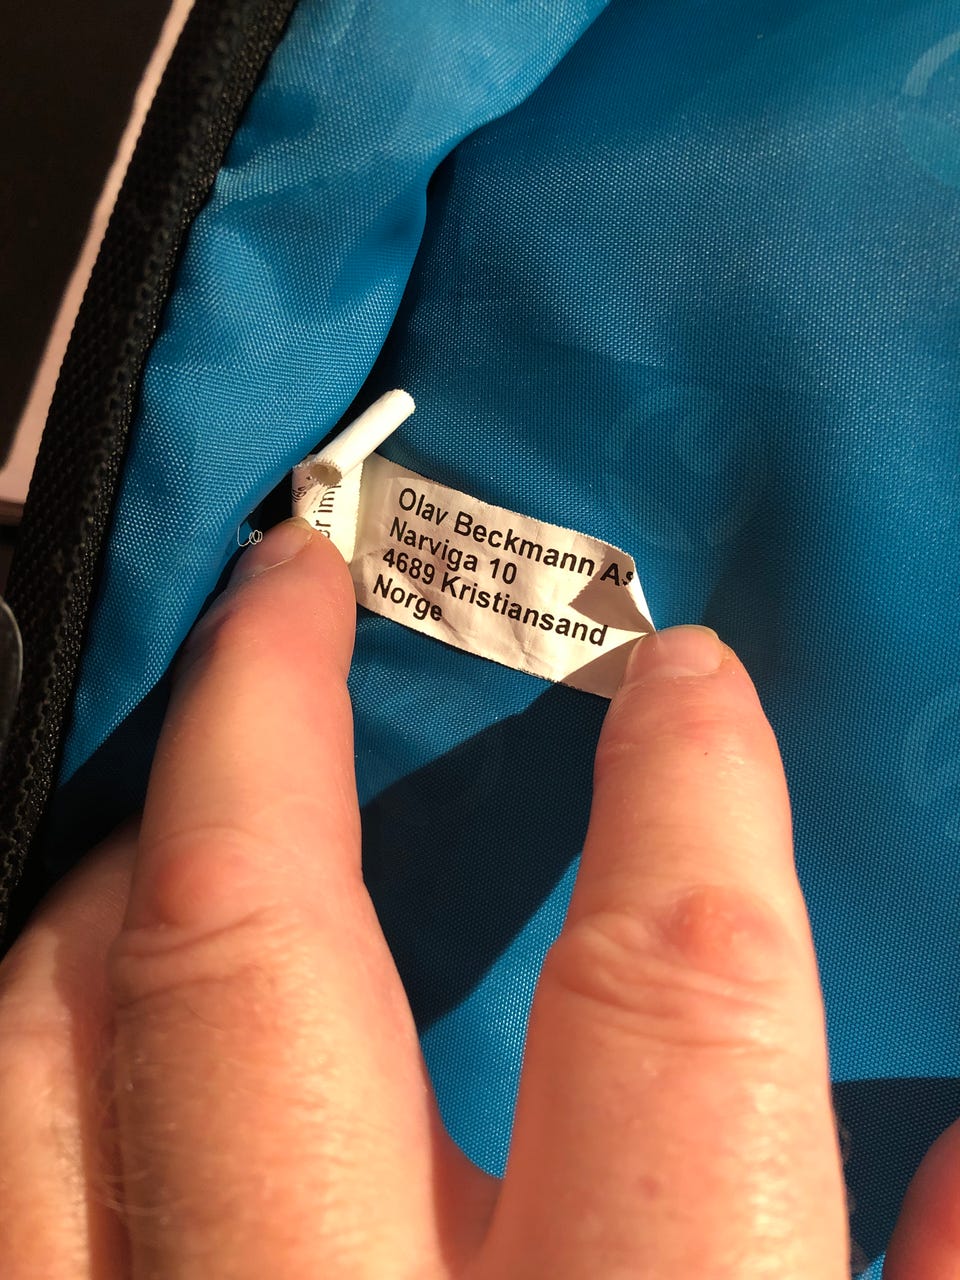 Olav Beckmann As
Narviga 10
4689 Kristiansand
Norge